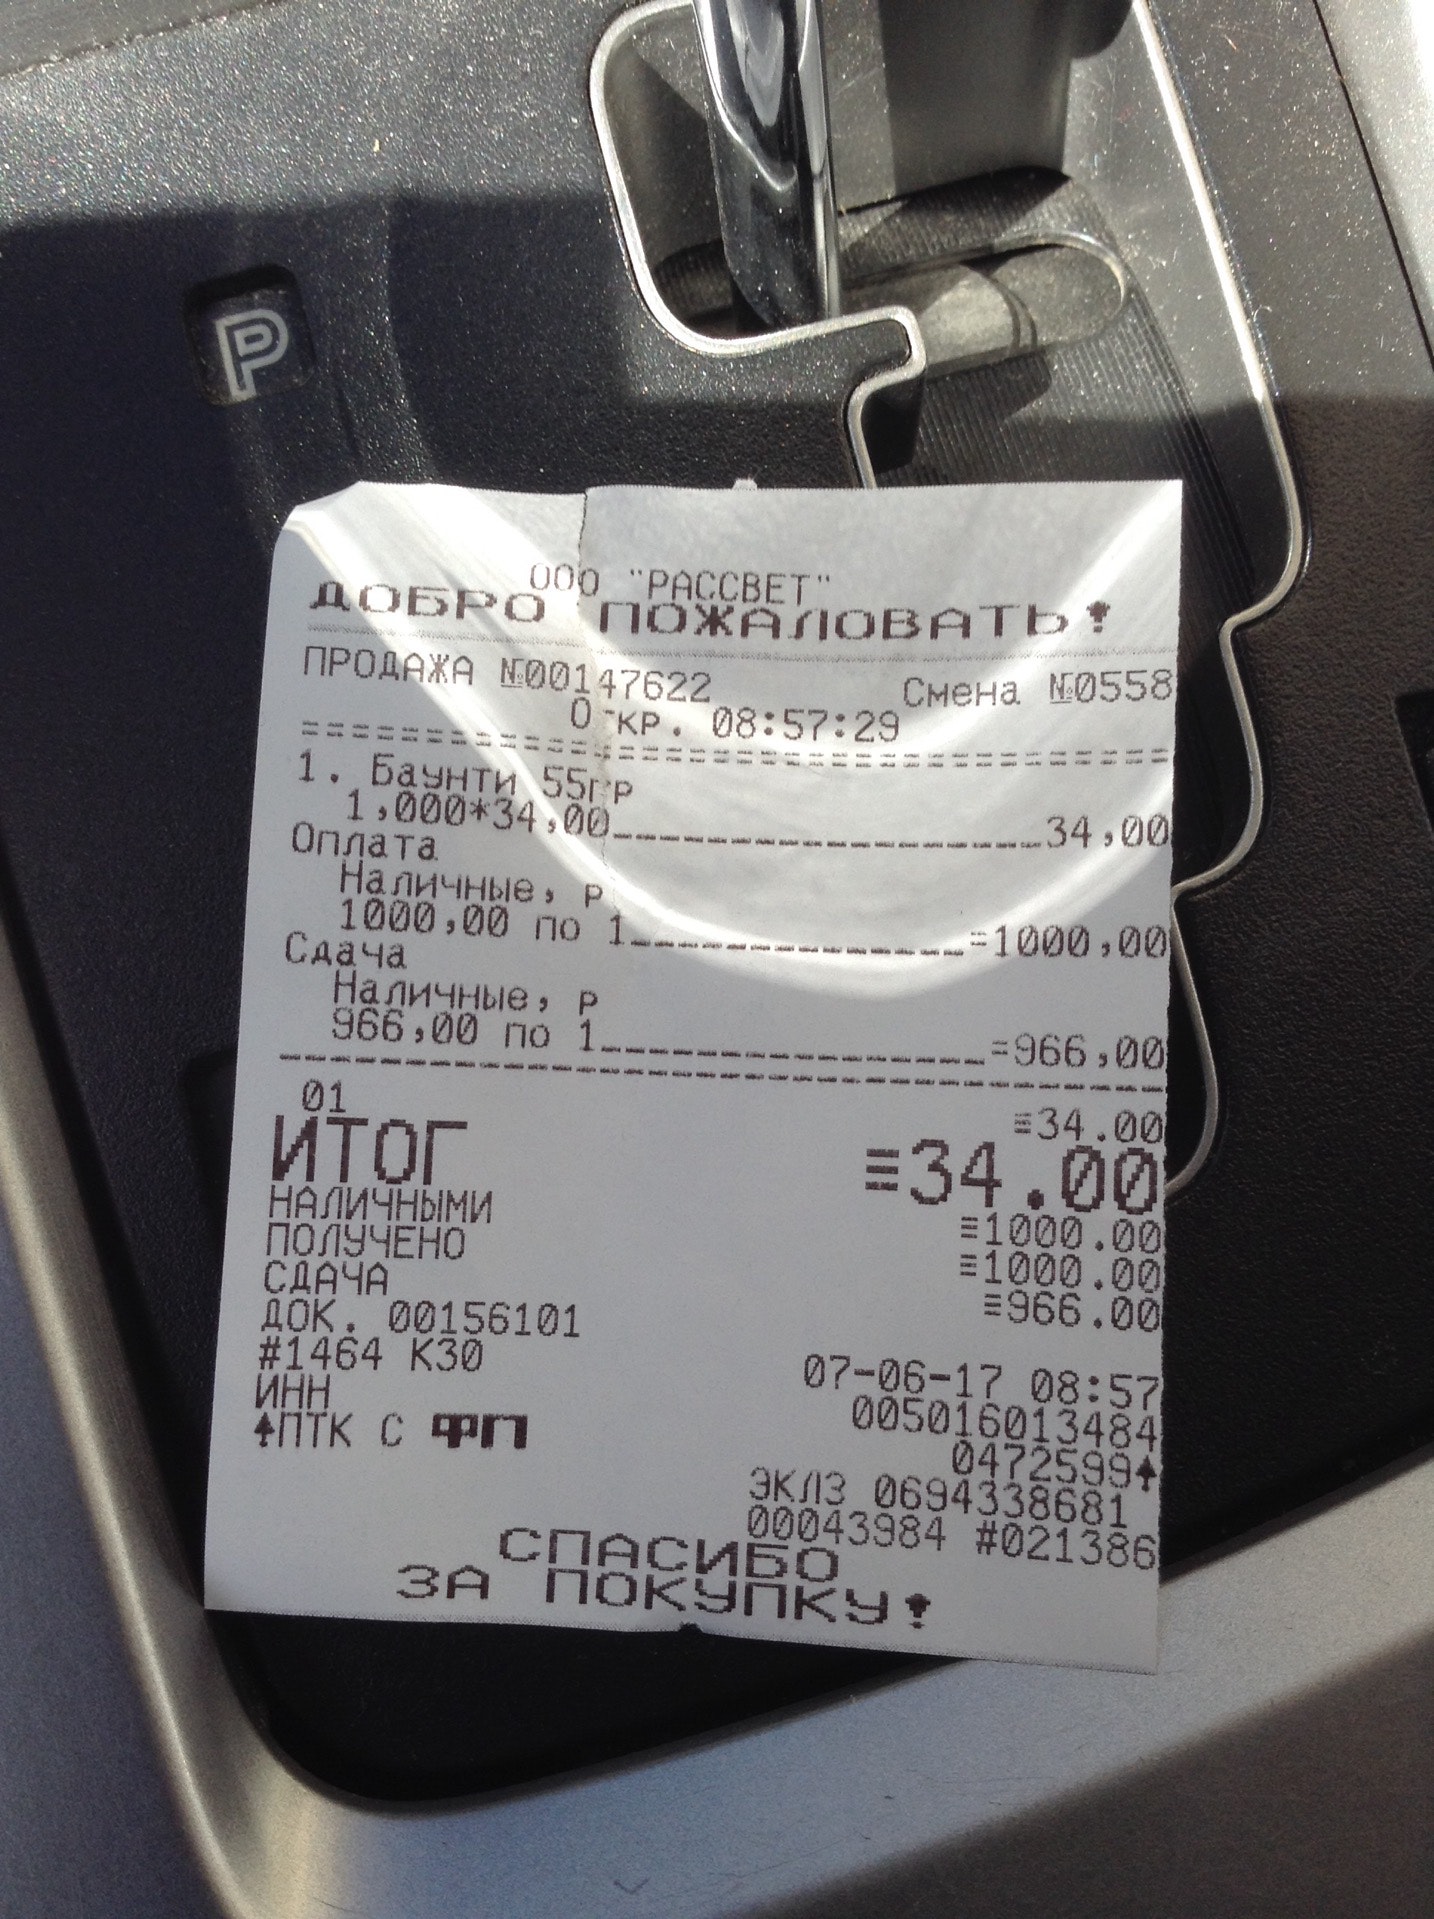 P
ООО "РАССВЕТ"
ДОБРО ПОЖАЛОВАТЬ!
ПРОДАЖА №00147622 Смена №0558
Откр. 08:57:29
================================
1. Баунти 55гр
1,000*34,00 34,00
Оплата
Наличные, р
1000,00 по 1 =1000,00
Сдача
Наличные, р
966,00 по 1 =966,00
01 ≡34.00
ИТОГ ≡34.00
НАЛИЧНЫМИ ≡1000.00
ПОЛУЧЕНО ≡1000.00
СДАЧА ≡966.00
ДОК. 00156101
#1464 К30 07-06-17 08:57
ИНН 005016013484
ПТК С ФП 0472599
ЭКЛЗ 0694338681
00043984 #021386
СПАСИБО
ЗА ПОКУПКУ!